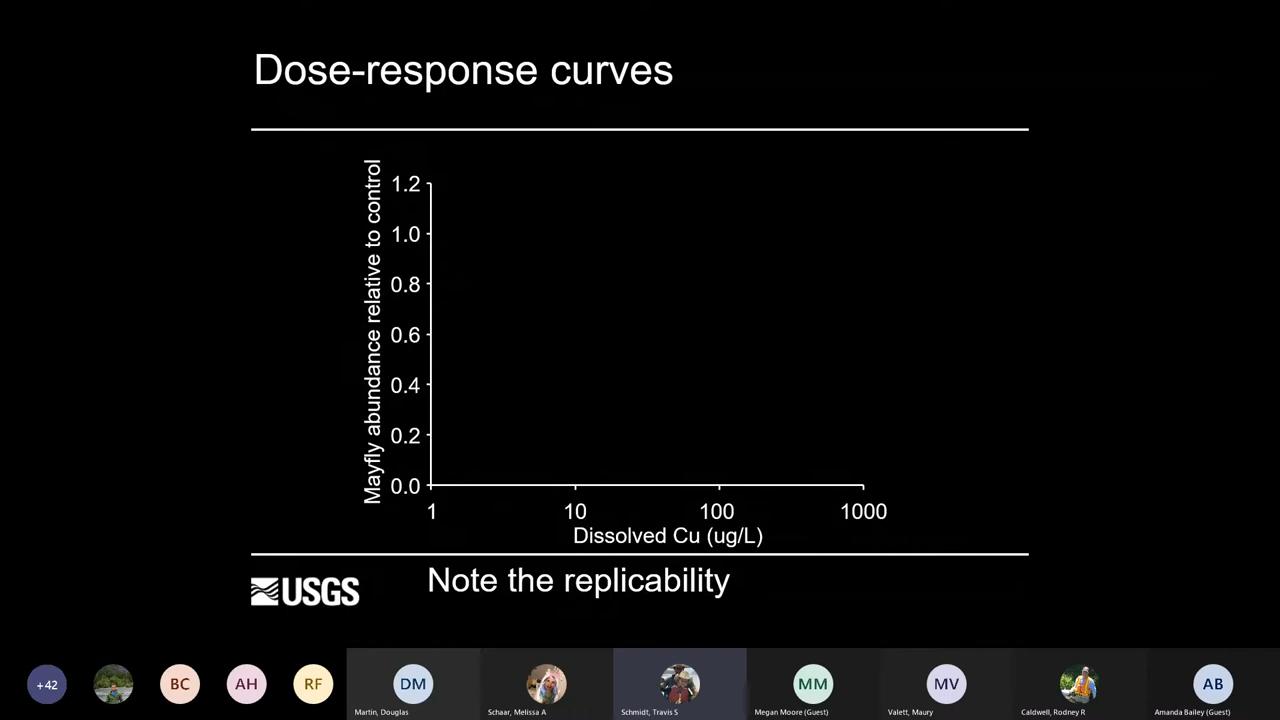 Dose-response curves
Mayfly abundance relative to control
1.2
1.0
0.8
0.6
0.4
0.2
0.0
1 10 100 1000
Dissolved Cu (ug/L)
USGS
Note the replicability
+42 BC AH RF DM MM MV AB
Martin, Douglas Schaar, Melissa A Schmidt, Travis S Megan Moore (Guest) Valett, Maury Caldwell, Rodney R Amanda Bailey (Guest)